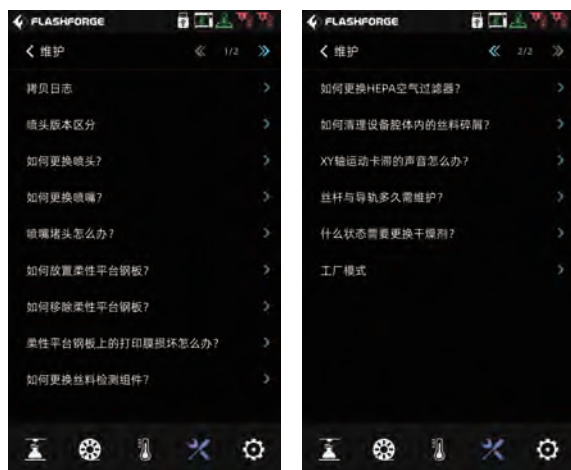 FLASHFORGE
维护
1/2
拷贝日志
喷头版本区分
如何更换喷头?
如何更换喷嘴?
喷嘴堵头怎么办?
如何放置柔性平台钢板?
如何移除柔性平台钢板?
柔性平台钢板上的打印膜损坏怎么办?
如何更换丝料检测组件?
FLASHFORGE
维护
2/2
如何更换HEPA空气过滤器?
如何清理设备腔体内的丝料碎屑?
XY轴运动卡滞的声音怎么办?
丝杆与导轨多久需维护?
什么状态需要更换干燥剂?
工厂模式